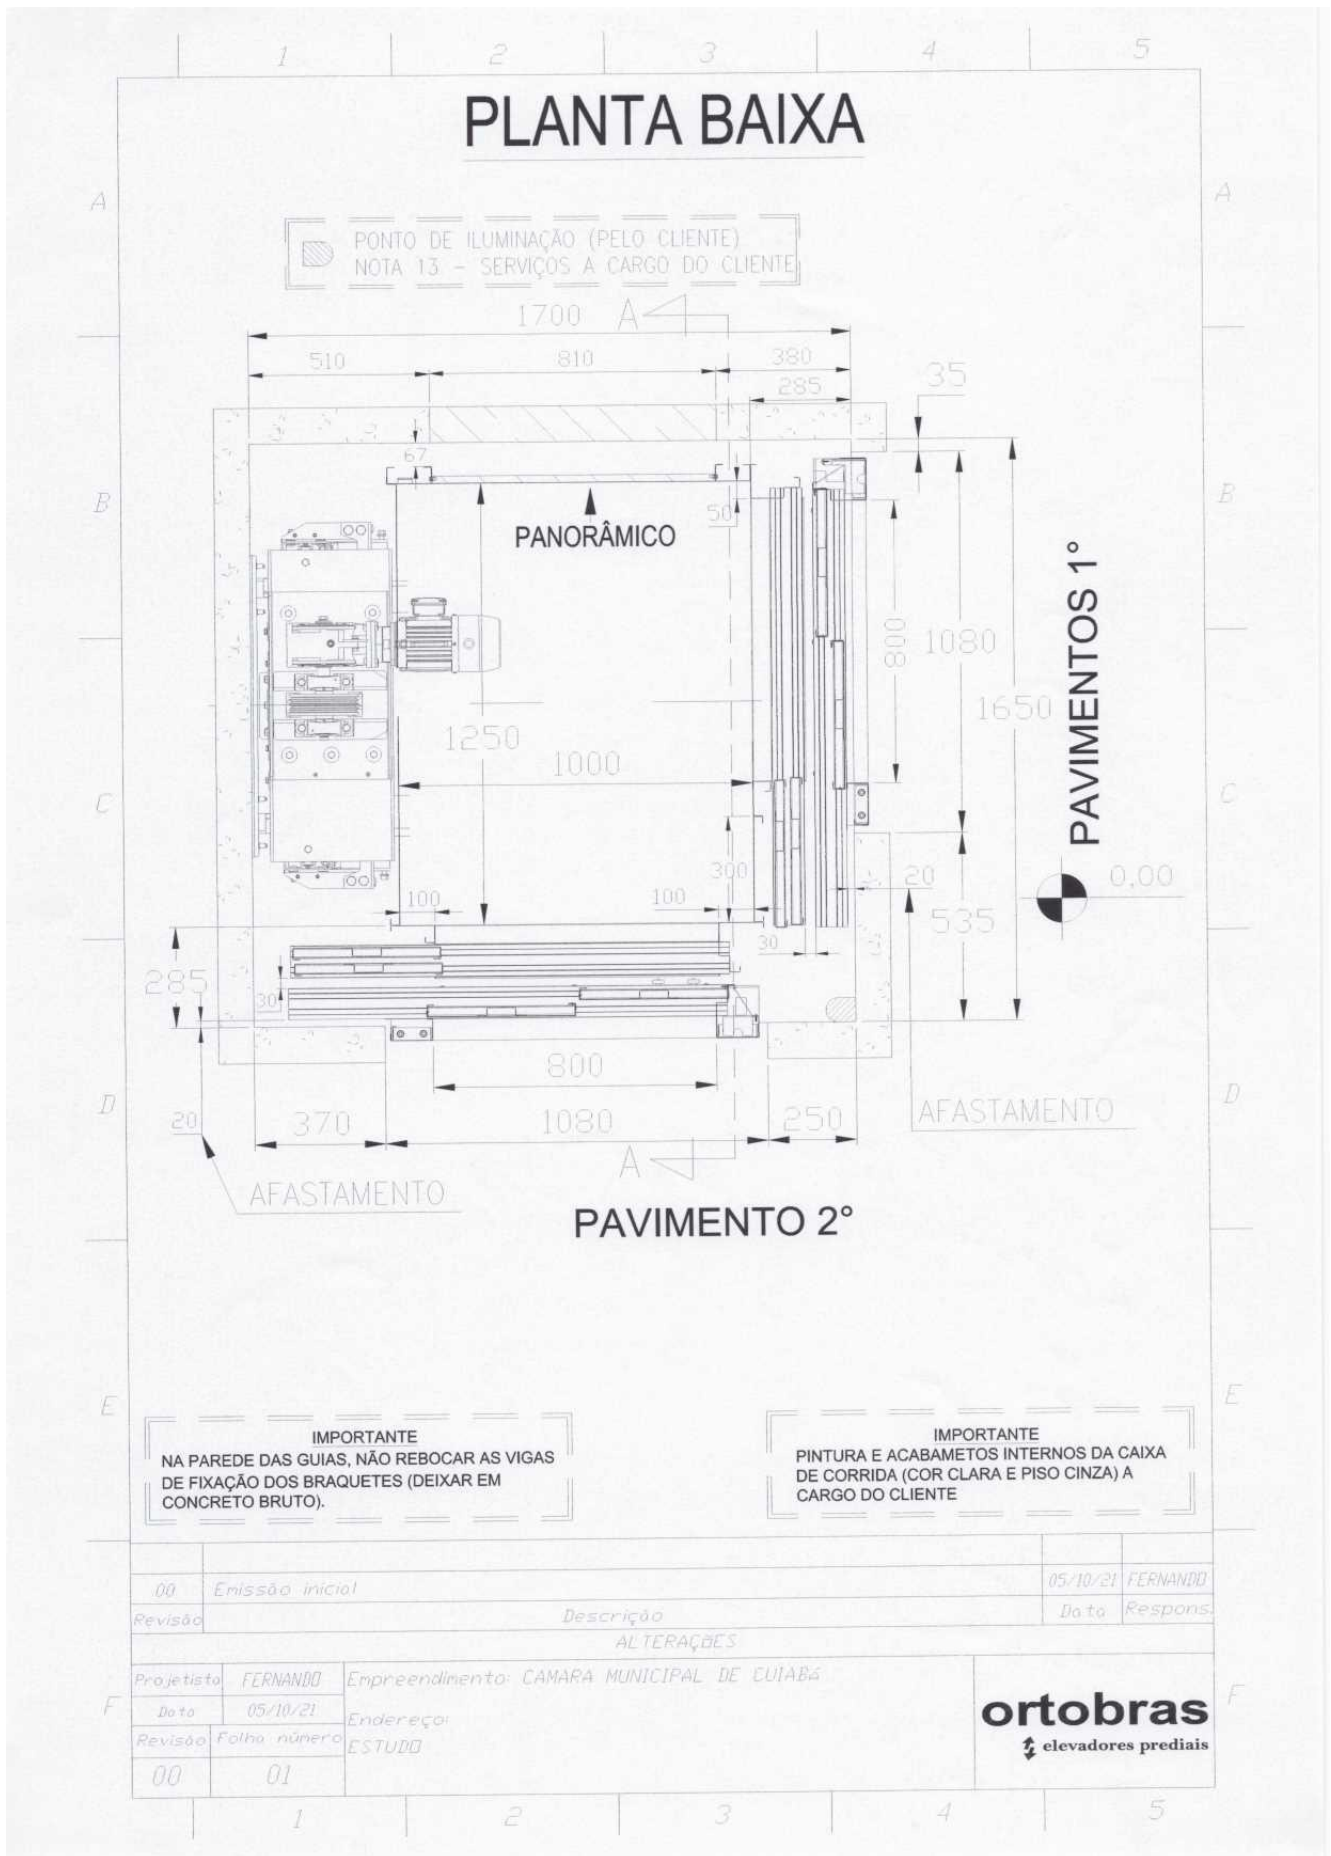 1 2 3 4 5
PLANTA BAIXA
A A
PONTO DE ILUMINAÇÃO (PELO CLIENTE)
NOTA 13 - SERVIÇOS A CARGO DO CLIENTE
1700 A
510 810 380
285 35
67
B B
50
PANORÂMICO
PAVIMENTOS 1°
800
1080
1650
1250
1000
C C
300
20 0,00
100 100
535
30
285
30
800
D D
20
370 1080 250
AFASTAMENTO
A
AFASTAMENTO
PAVIMENTO 2°
E E
IMPORTANTE
NA PAREDE DAS GUIAS, NÃO REBOCAR AS VIGAS
DE FIXAÇÃO DOS BRAQUETES (DEIXAR EM
CONCRETO BRUTO).
IMPORTANTE
PINTURA E ACABAMETOS INTERNOS DA CAIXA
DE CORRIDA (COR CLARA E PISO CINZA) A
CARGO DO CLIENTE
00 Emissão inicial 05/10/21 FERNANDO
Revisão Descrição Data Respons.
ALTERAÇÕES
Projetista FERNANDO Empreendimento: CAMARA MUNICIPAL DE CUIABá
Data 05/10/21
Endereço:
Revisão Folha número
ESTUDO
00 01
F F
ortobras
elevadores prediais
1 2 3 4 5